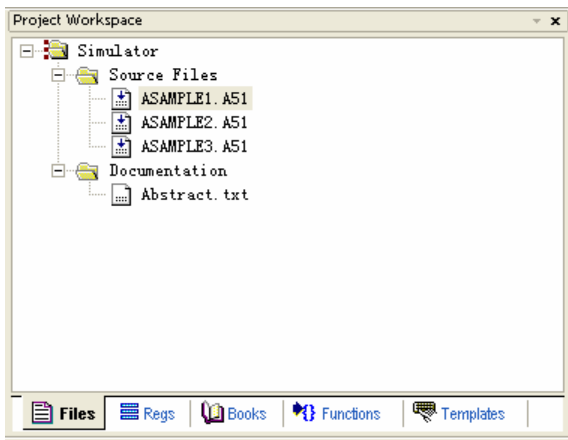 Project Workspace
Simulator
Source Files
ASAMPLE1.A51
ASAMPLE2.A51
ASAMPLE3.A51
Documentation
Abstract.txt
Files Regs Books Functions Templates